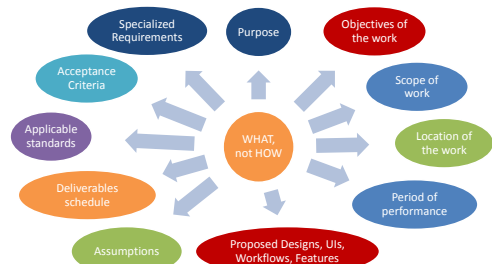 Specialized
Requirements
Purpose
Objectives of
the work
Acceptance
Criteria
Scope of
work
Applicable
standards
WHAT,
not HOW
Location of
the work
Deliverables
schedule
Period of
performance
Assumptions
Proposed Designs, UIs,
Workflows, Features